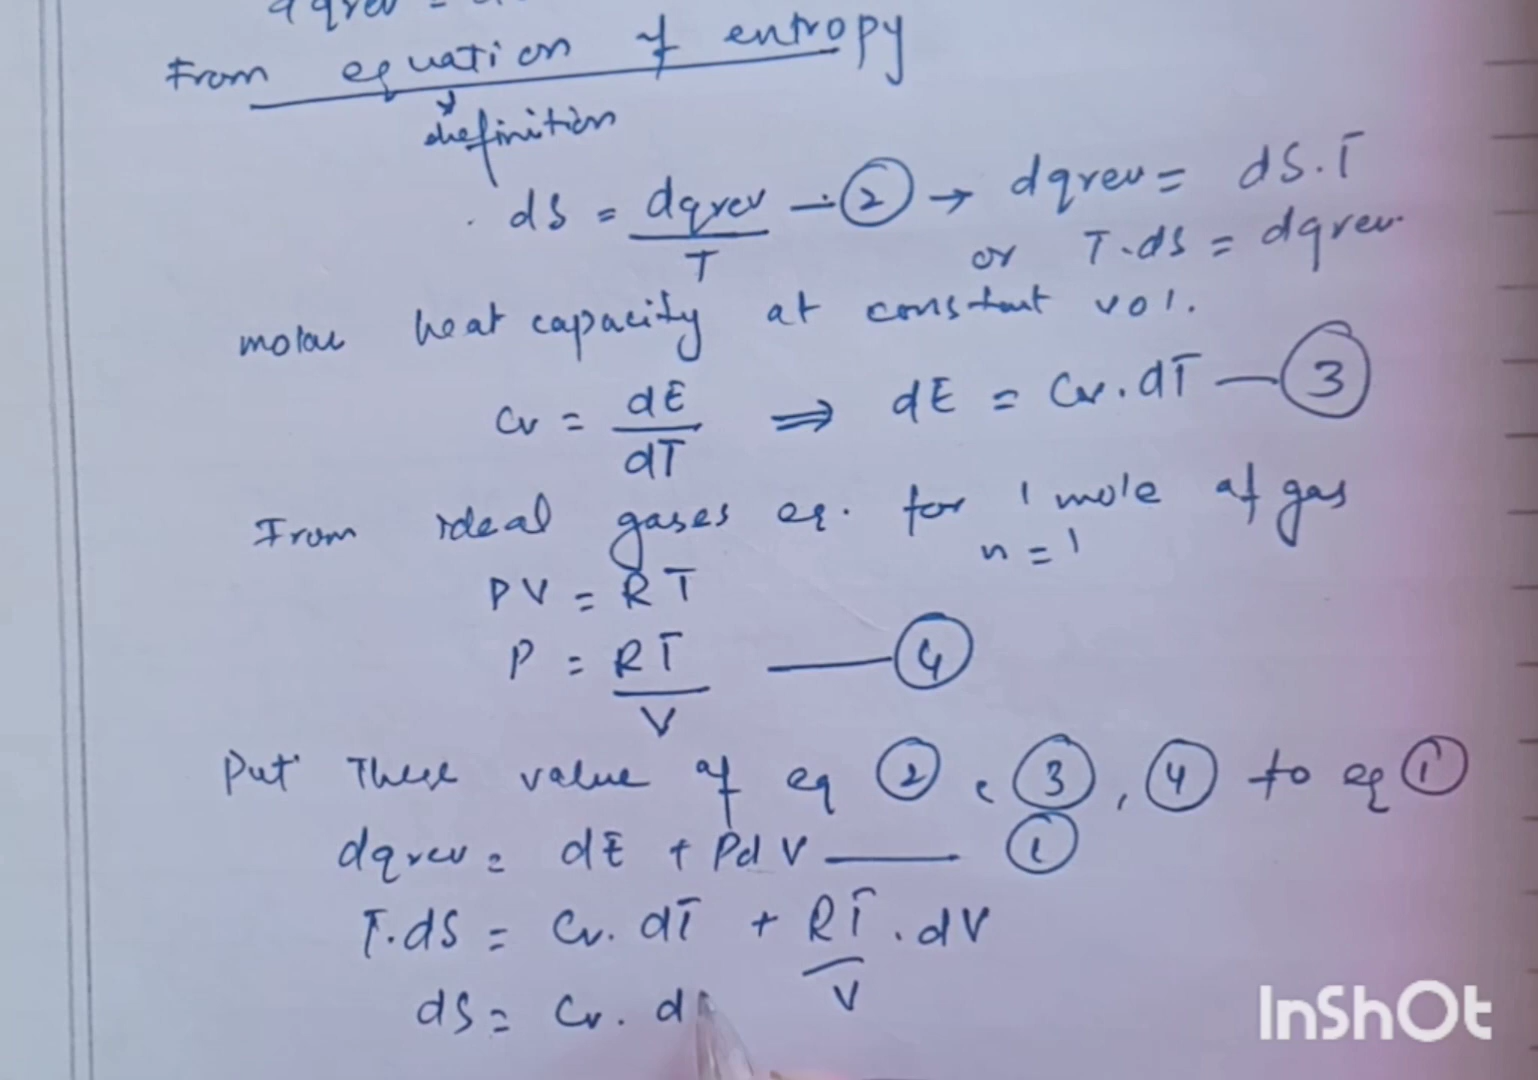 dqrev =
From equation of entropy
definition
dS = dqrev — ② → dqrev = dS.T
T
or T.dS = dqrev
molar heat capacity at constant vol.
Cv = dE ⇒ dE = Cv.dT — ③
dT
From ideal gases eq. for 1 mole of gas
n = 1
PV = RT
P = RT — ④
V
Put These value of eq ②, ③, ④ to eq ①
dqrev = dE + PdV — ①
T.dS = Cv. dT + RT . dV
V
dS = Cv. d
InShOt